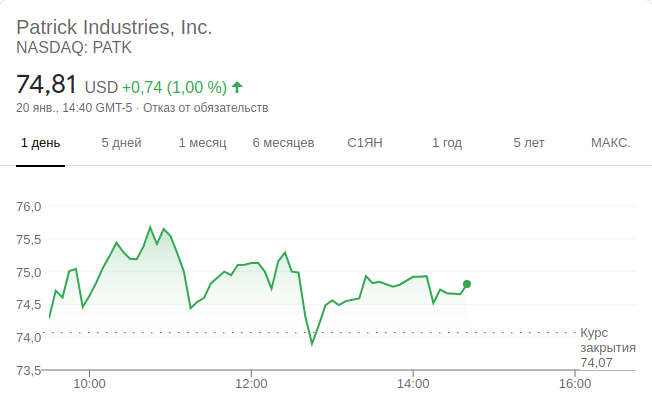 Patrick Industries, Inc.
NASDAQ: PATK
74,81 USD +0,74 (1,00 %)
20 янв., 14:40 GMT-5 · Отказ от обязательств
1 день 5 дней 1 месяц 6 месяцев С1ЯН 1 год 5 лет МАКС.
76,0
75,5
75,0
74,5
74,0
73,5
Курс
закрытия
74,07
10:00 12:00 14:00 16:00